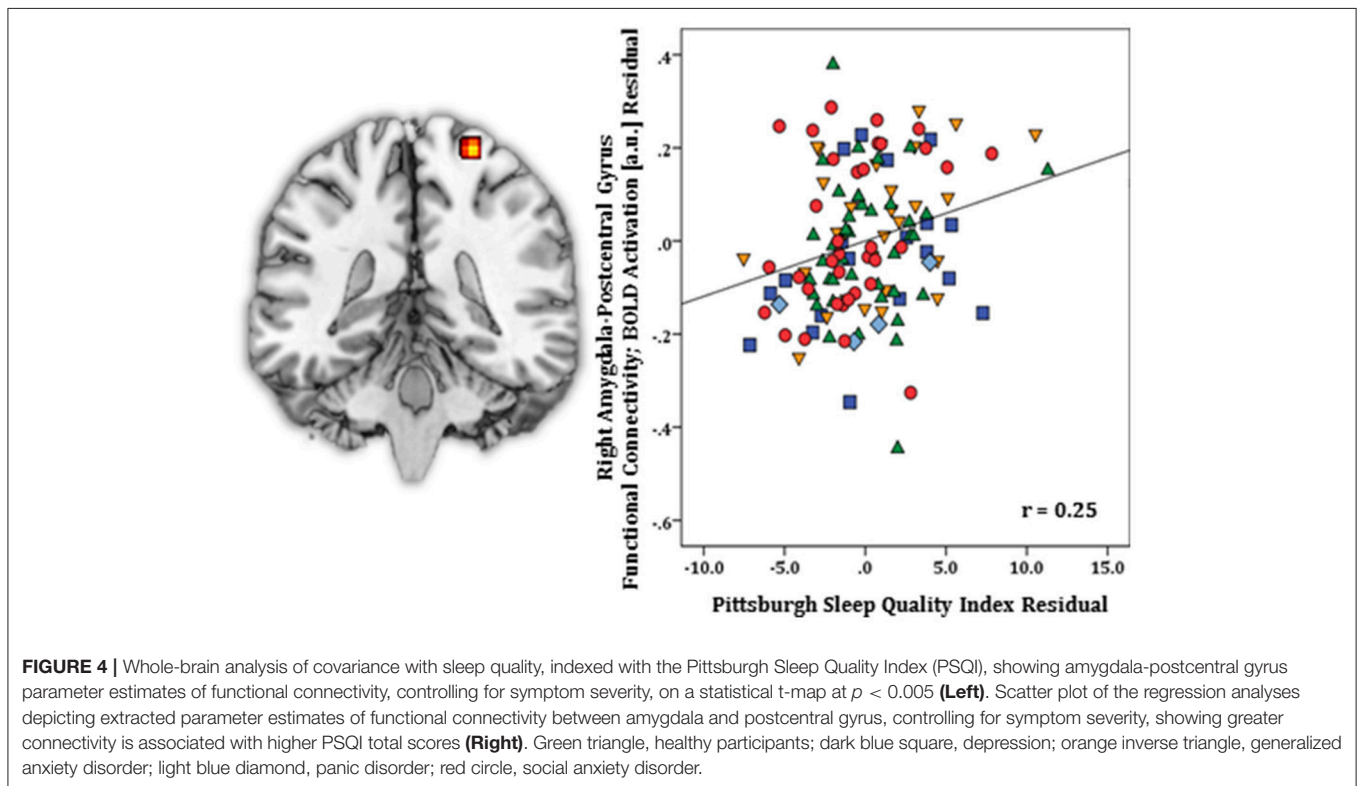 Right Amygdala-Postcentral Gyrus
Functional Connectivity; BOLD Activation [a.u.] Residual
.4
.2
.0
-.2
-.4
-.6
r = 0.25
-10.0 -5.0 .0 5.0 10.0 15.0
Pittsburgh Sleep Quality Index Residual
FIGURE 4 | Whole-brain analysis of covariance with sleep quality, indexed with the Pittsburgh Sleep Quality Index (PSQI), showing amygdala-postcentral gyrus
parameter estimates of functional connectivity, controlling for symptom severity, on a statistical t-map at p < 0.005 (Left). Scatter plot of the regression analyses
depicting extracted parameter estimates of functional connectivity between amygdala and postcentral gyrus, controlling for symptom severity, showing greater
connectivity is associated with higher PSQI total scores (Right). Green triangle, healthy participants; dark blue square, depression; orange inverse triangle, generalized
anxiety disorder; light blue diamond, panic disorder; red circle, social anxiety disorder.